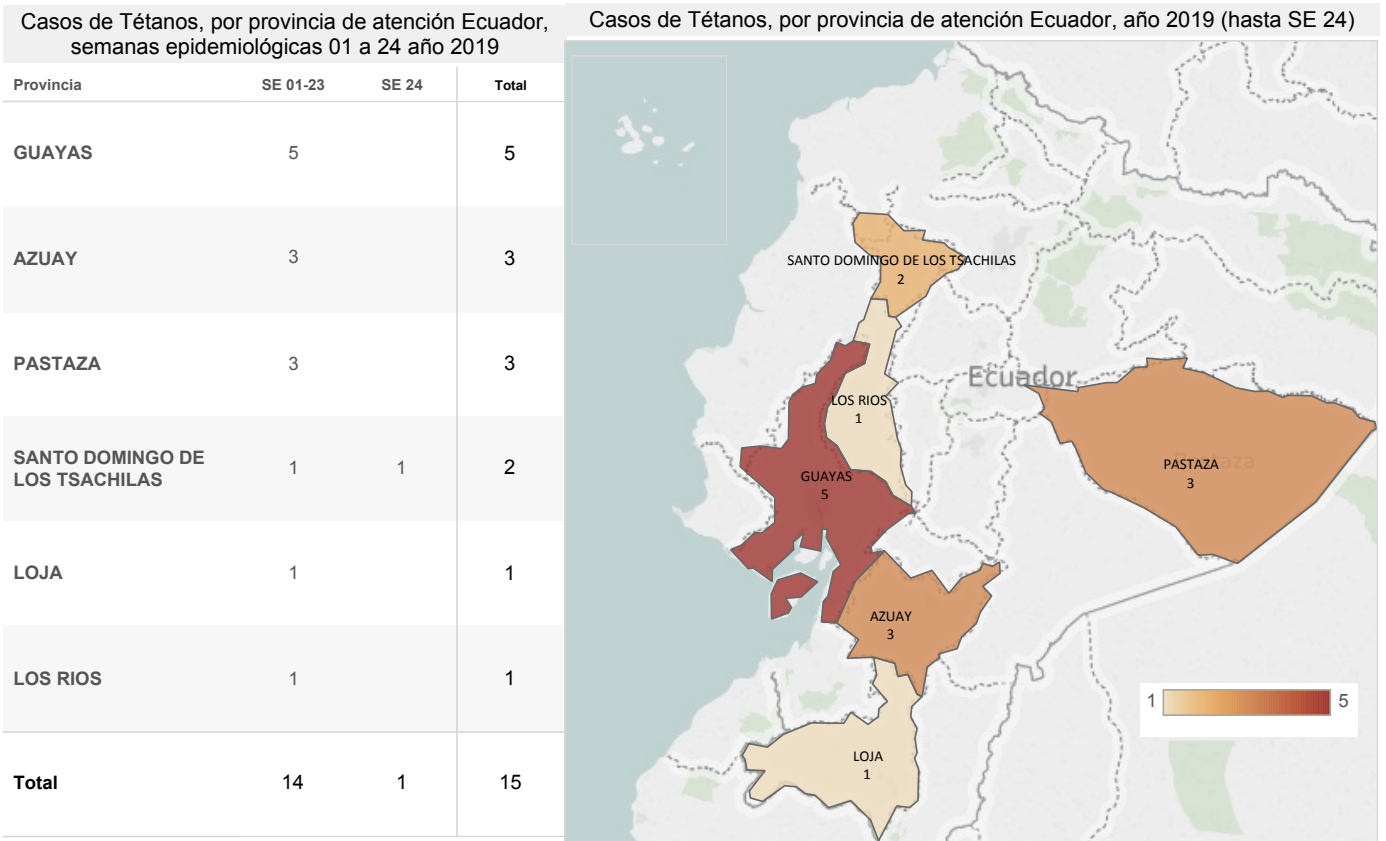 Casos de Tétanos, por provincia de atención Ecuador,
semanas epidemiológicas 01 a 24 año 2019
Provincia SE 01-23 SE 24 Total
GUAYAS 5 5
AZUAY 3 3
PASTAZA 3 3
SANTO DOMINGO DE
LOS TSACHILAS 1 1 2
LOJA 1 1
LOS RIOS 1 1
Total 14 1 15
Casos de Tétanos, por provincia de atención Ecuador, año 2019 (hasta SE 24)
SANTO DOMINGO DE LOS TSACHILAS
2
Ecuador
LOS RIOS
1
PASTAZA
3
Pastaza
GUAYAS
5
AZUAY
3
1 5
LOJA
1